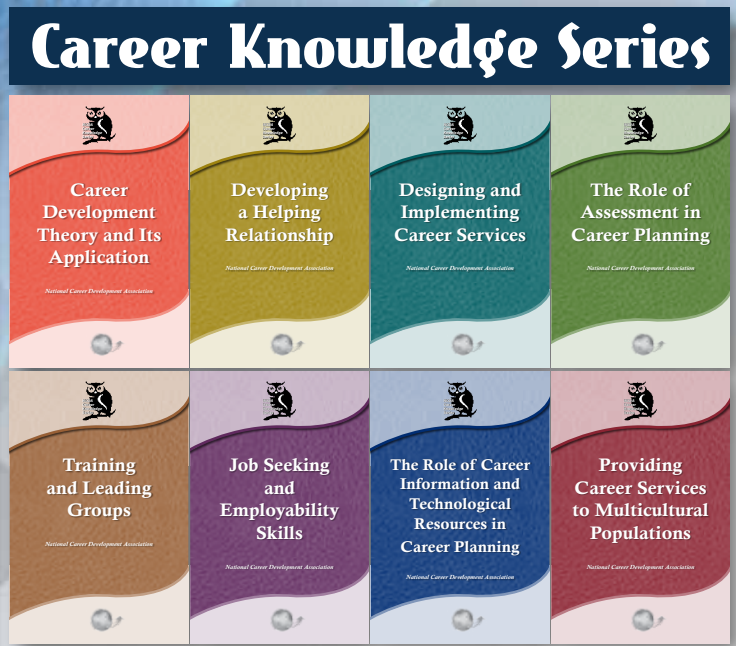 Career Knowledge Series
Career
Development
Theory and Its
Application
National Career Development Association
Developing
a Helping
Relationship
National Career Development Association
Designing and
Implementing
Career Services
National Career Development Association
The Role of
Assessment in
Career Planning
National Career Development Association
Training
and Leading
Groups
National Career Development Association
Job Seeking
and
Employability
Skills
National Career Development Association
The Role of Career
Information and
Technological
Resources in
Career Planning
National Career Development Association
Providing
Career Services
to Multicultural
Populations
National Career Development Association